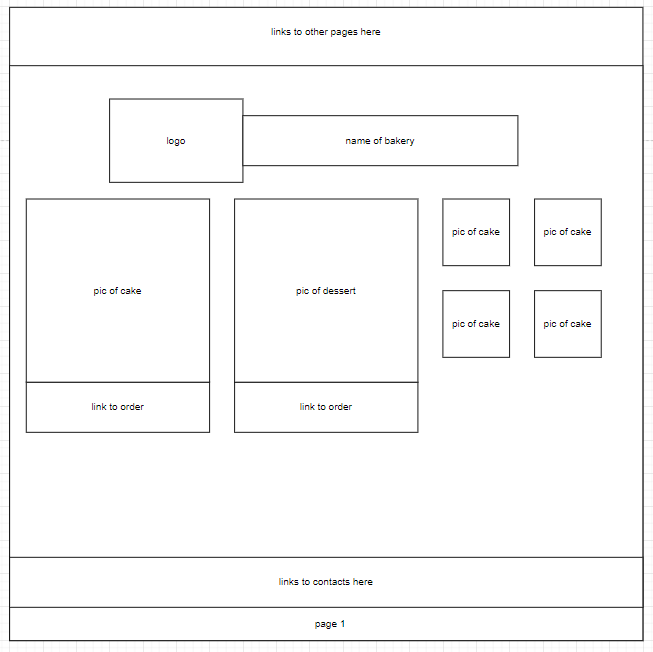 links to other pages here
logo
name of bakery
pic of cake
pic of dessert
pic of cake
pic of cake
pic of cake
pic of cake
link to order
link to order
links to contacts here
page 1